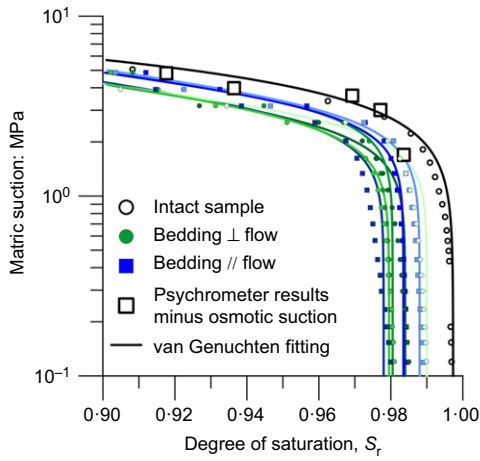 10¹
Matric suction: MPa
10⁰
Intact sample
Bedding ⊥ flow
Bedding // flow
Psychrometer results
minus osmotic suction
van Genuchten fitting
10⁻¹
0·90 0·92 0·94 0·96 0·98 1·00
Degree of saturation, Sᵣ